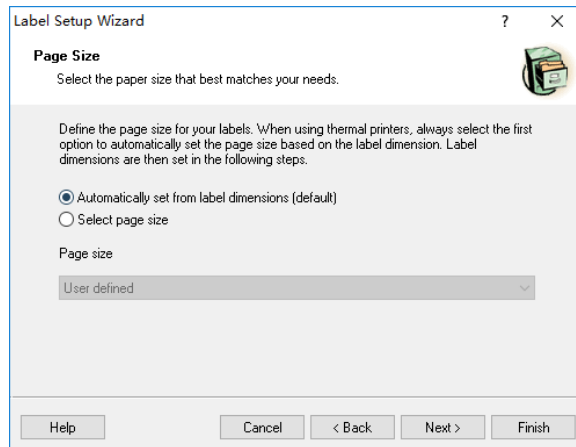 Label Setup Wizard ?
Page Size
Select the paper size that best matches your needs.
Define the page size for your labels. When using thermal printers, always select the first
option to automatically set the page size based on the label dimension. Label
dimensions are then set in the following steps.
Automatically set from label dimensions (default)
Select page size
Page size
User defined
Help Cancel < Back Next > Finish